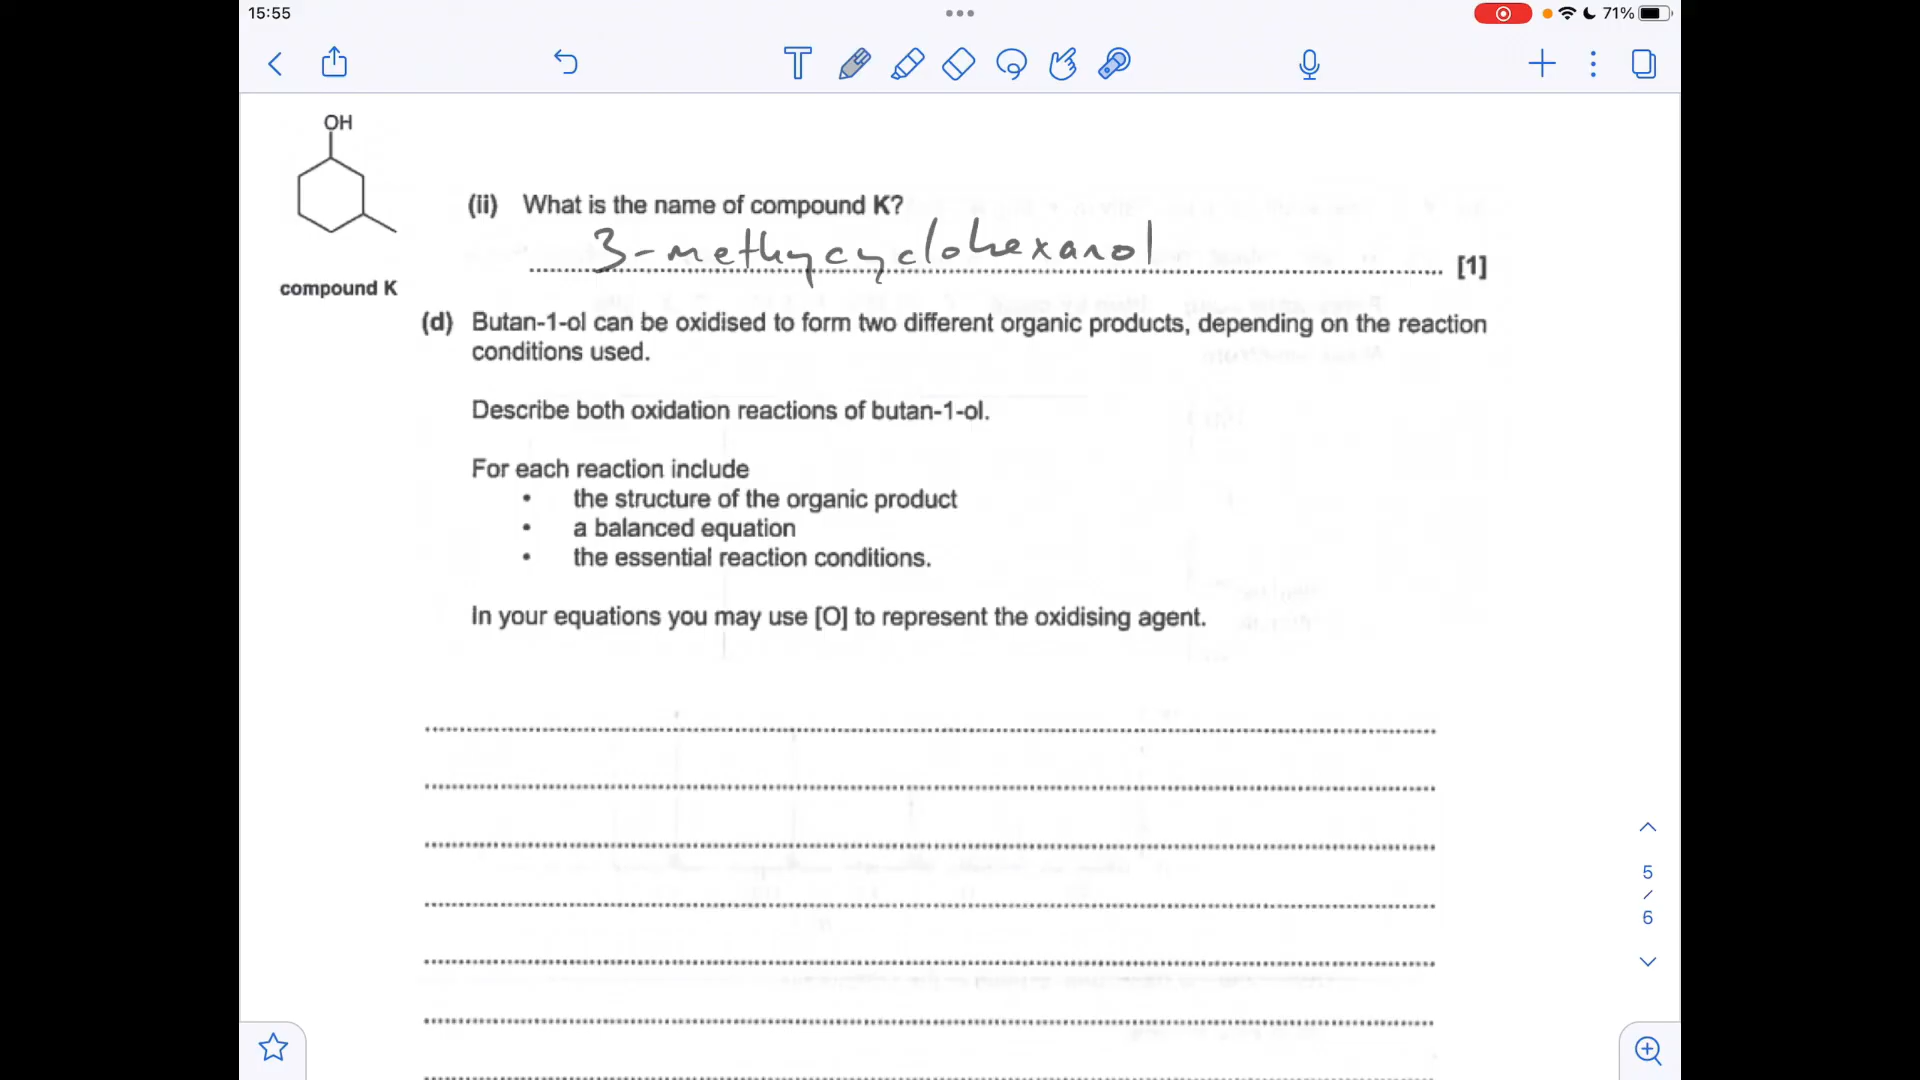 15:55
71%
OH
(ii) What is the name of compound K?
3-methycyclohexanol
[1]
compound K
(d) Butan-1-ol can be oxidised to form two different organic products, depending on the reaction
conditions used.
Describe both oxidation reactions of butan-1-ol.
For each reaction include
• the structure of the organic product
• a balanced equation
• the essential reaction conditions.
In your equations you may use [O] to represent the oxidising agent.
5
/
6